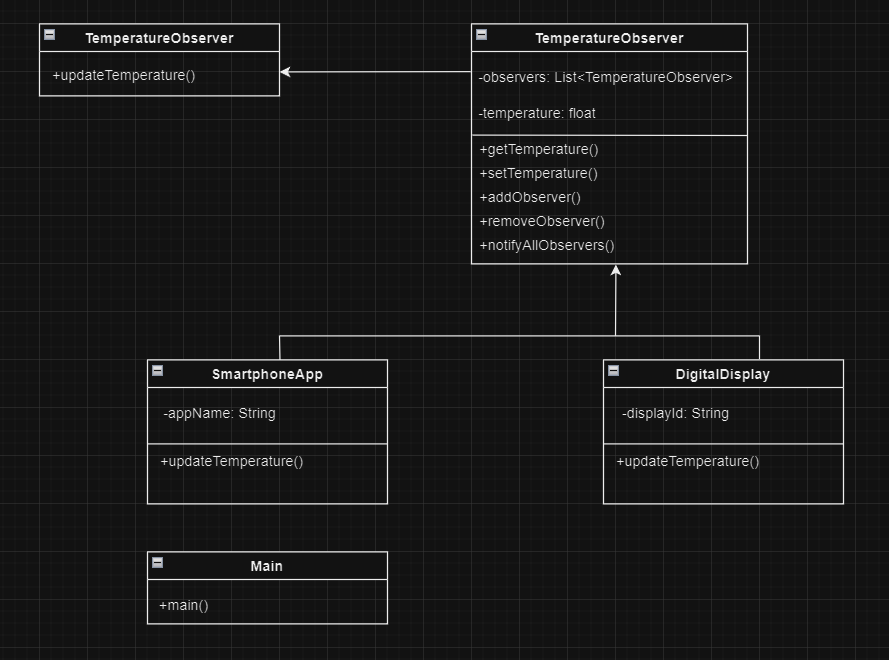 TemperatureObserver
+updateTemperature()
TemperatureObserver
-observers: List<TemperatureObserver>
-temperature: float
+getTemperature()
+setTemperature()
+addObserver()
+removeObserver()
+notifyAllObservers()
SmartphoneApp
-appName: String
+updateTemperature()
DigitalDisplay
-displayId: String
+updateTemperature()
Main
+main()